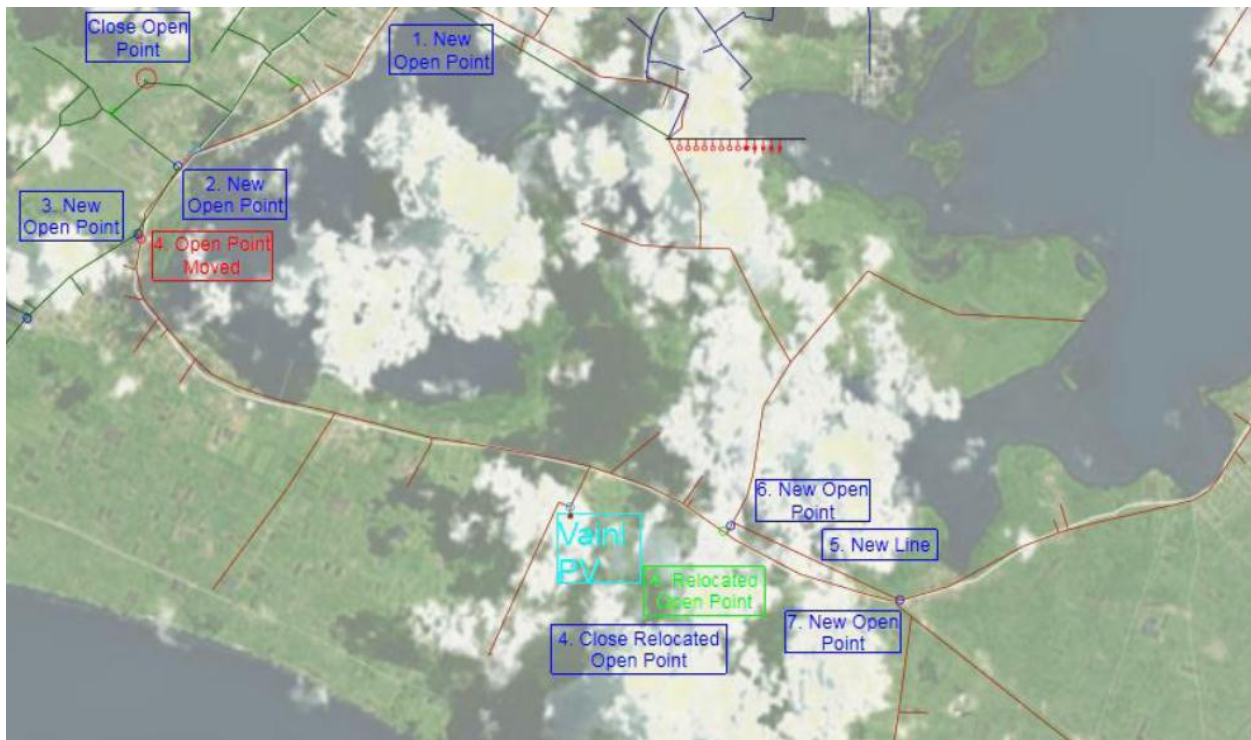 Close Open
Point
1. New
Open Point
2. New
Open Point
3. New
Open Point
4. Open Point
Moved
6. New Open
Point
5. New Line
Vaini
PV
4. Relocated
Open Point
7. New Open
Point
4. Close Relocated
Open Point